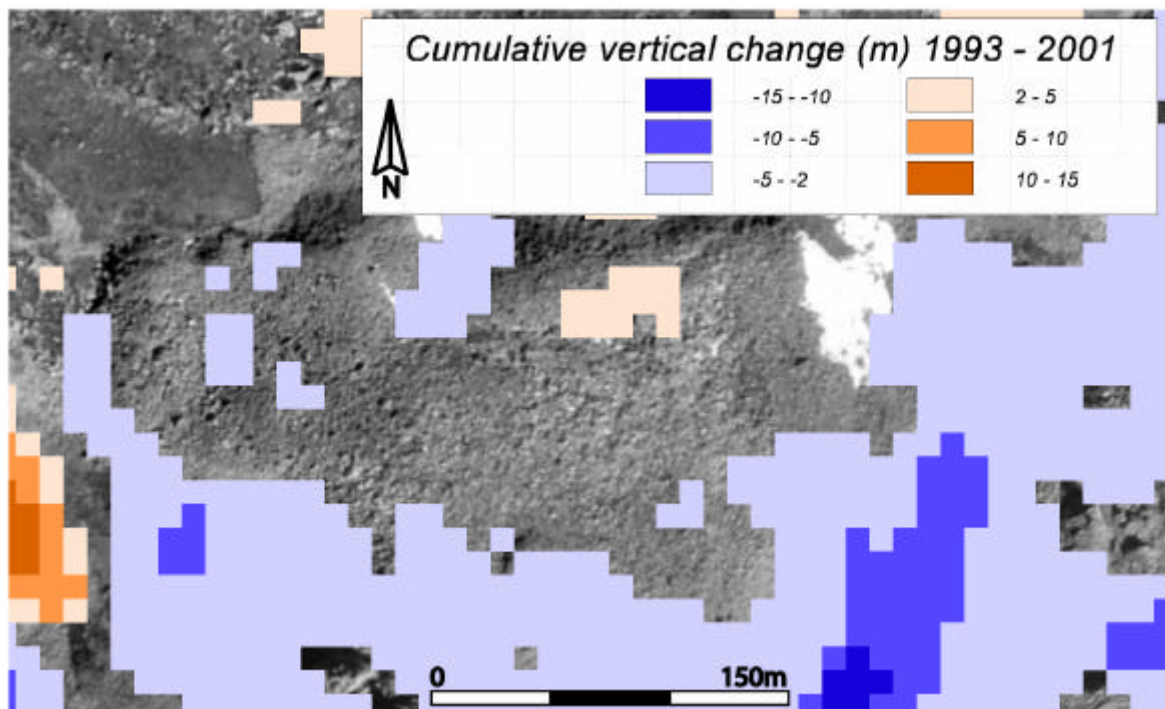 Cumulative vertical change (m) 1993 - 2001
-15 - -10 2 - 5
-10 - -5 5 - 10
-5 - -2 10 - 15
N
0 150m